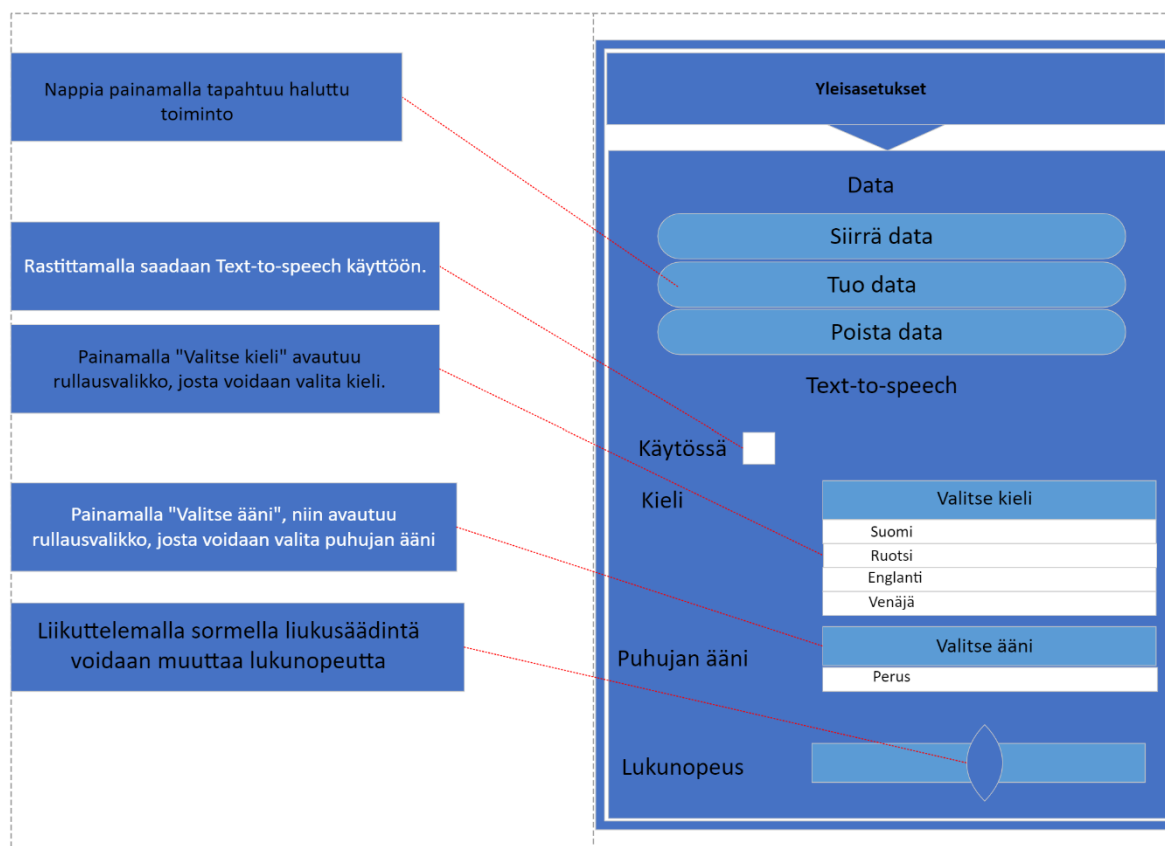 Nappia painamalla tapahtuu haluttu
toiminto
Rastittamalla saadaan Text-to-speech käyttöön.
Painamalla "Valitse kieli" avautuu
rullausvalikko, josta voidaan valita kieli.
Painamalla "Valitse ääni", niin avautuu
rullausvalikko, josta voidaan valita puhujan ääni
Liikuttelemalla sormella liukusäädintä
voidaan muuttaa lukunopeutta
Yleisasetukset
Data
Siirrä data
Tuo data
Poista data
Text-to-speech
Käytössä
Kieli
Valitse kieli
Suomi
Ruotsi
Englanti
Venäjä
Puhujan ääni
Valitse ääni
Perus
Lukunopeus